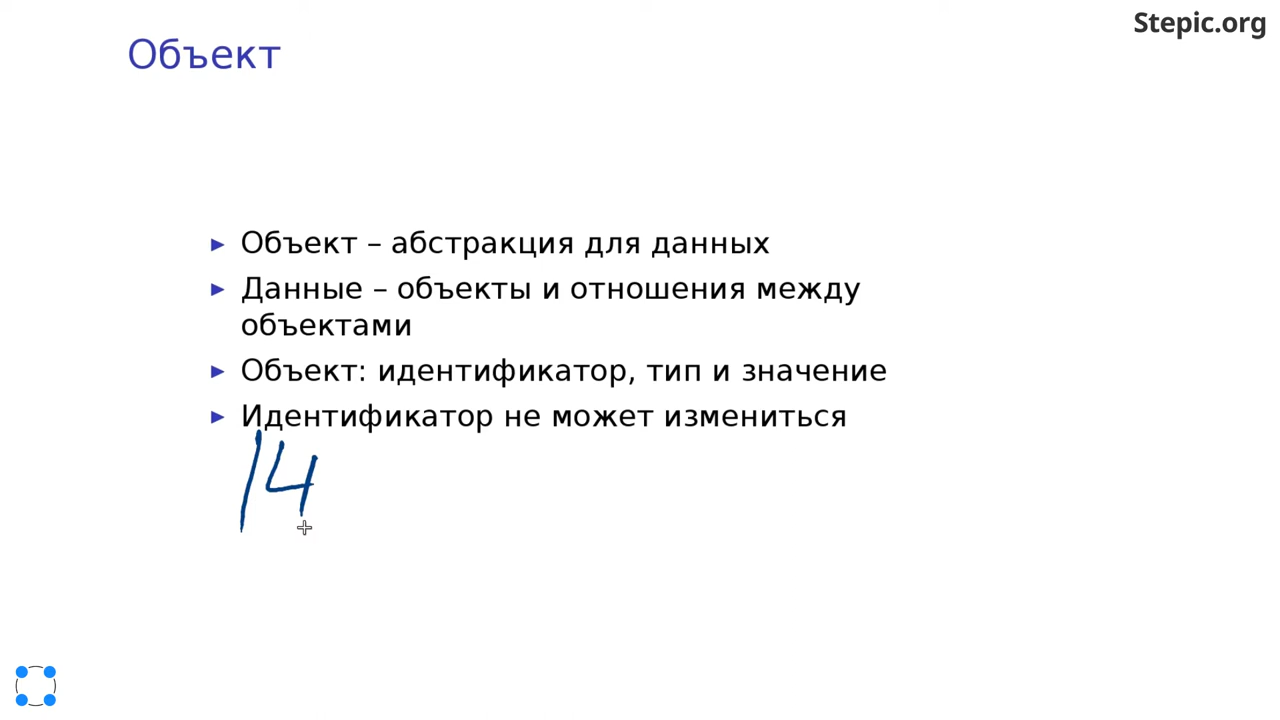 Stepic.org
Объект
Объект – абстракция для данных
Данные – объекты и отношения между
объектами
Объект: идентификатор, тип и значение
Идентификатор не может измениться
14